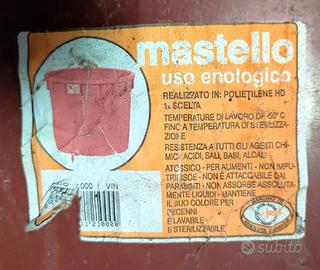 mastello
uso enologico
REALIZZATO IN: POLIETILENE HD
1a SCELTA
TEMPERATURE DI LAVORO DA -50° C
FINO A TEMPERATURA DI STERILIZZA-
ZIONE
RESISTENZA A TUTTI GLI AGENTI CHI-
MICI ACIDI, SALI, BASI, ALCALI
ATOSSICO - PER ALIMENTI - NON IMPU-
TRIDISCE - NON È ATTACCABILE DAI
PARASSITI - NON ASSORBE ASSOLUTA-
MENTE LIQUIDI - MANTIENE
IL SUO COLORE PER
DECENNI
È LAVABILE
E STERILIZZABILE
VIN
subito